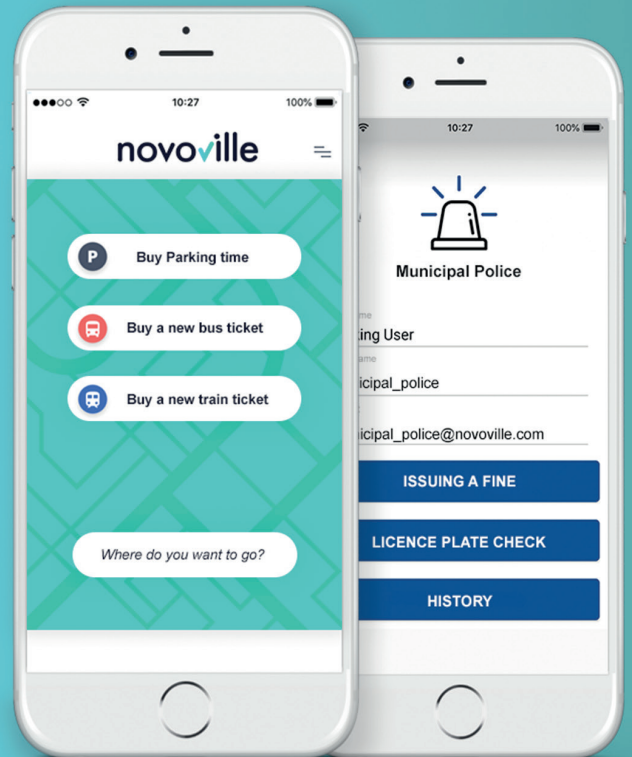 10:27
100%
novoville
P
Buy Parking time
Buy a new bus ticket
Buy a new train ticket
Where do you want to go?
10:27
100%
Municipal Police
me
ing User
ame
icipal_police
icipal_police@novoville.com
ISSUING A FINE
LICENCE PLATE CHECK
HISTORY